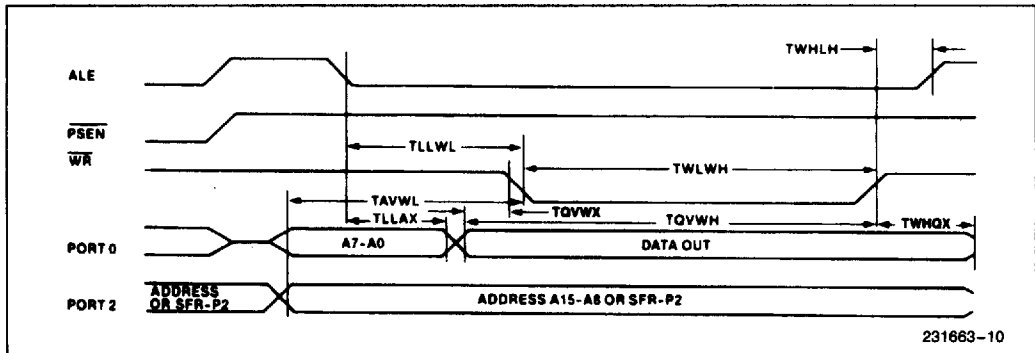 TWHLH
ALE
PSEN
TLLWL
WR
TWLWH
TAVWL
TQVWX
TLLAX
TQVWH
TWHQX
PORT 0
A7-A0
DATA OUT
PORT 2
ADDRESS
OR SFR-P2
ADDRESS A15-A8 OR SFR-P2
231663-10